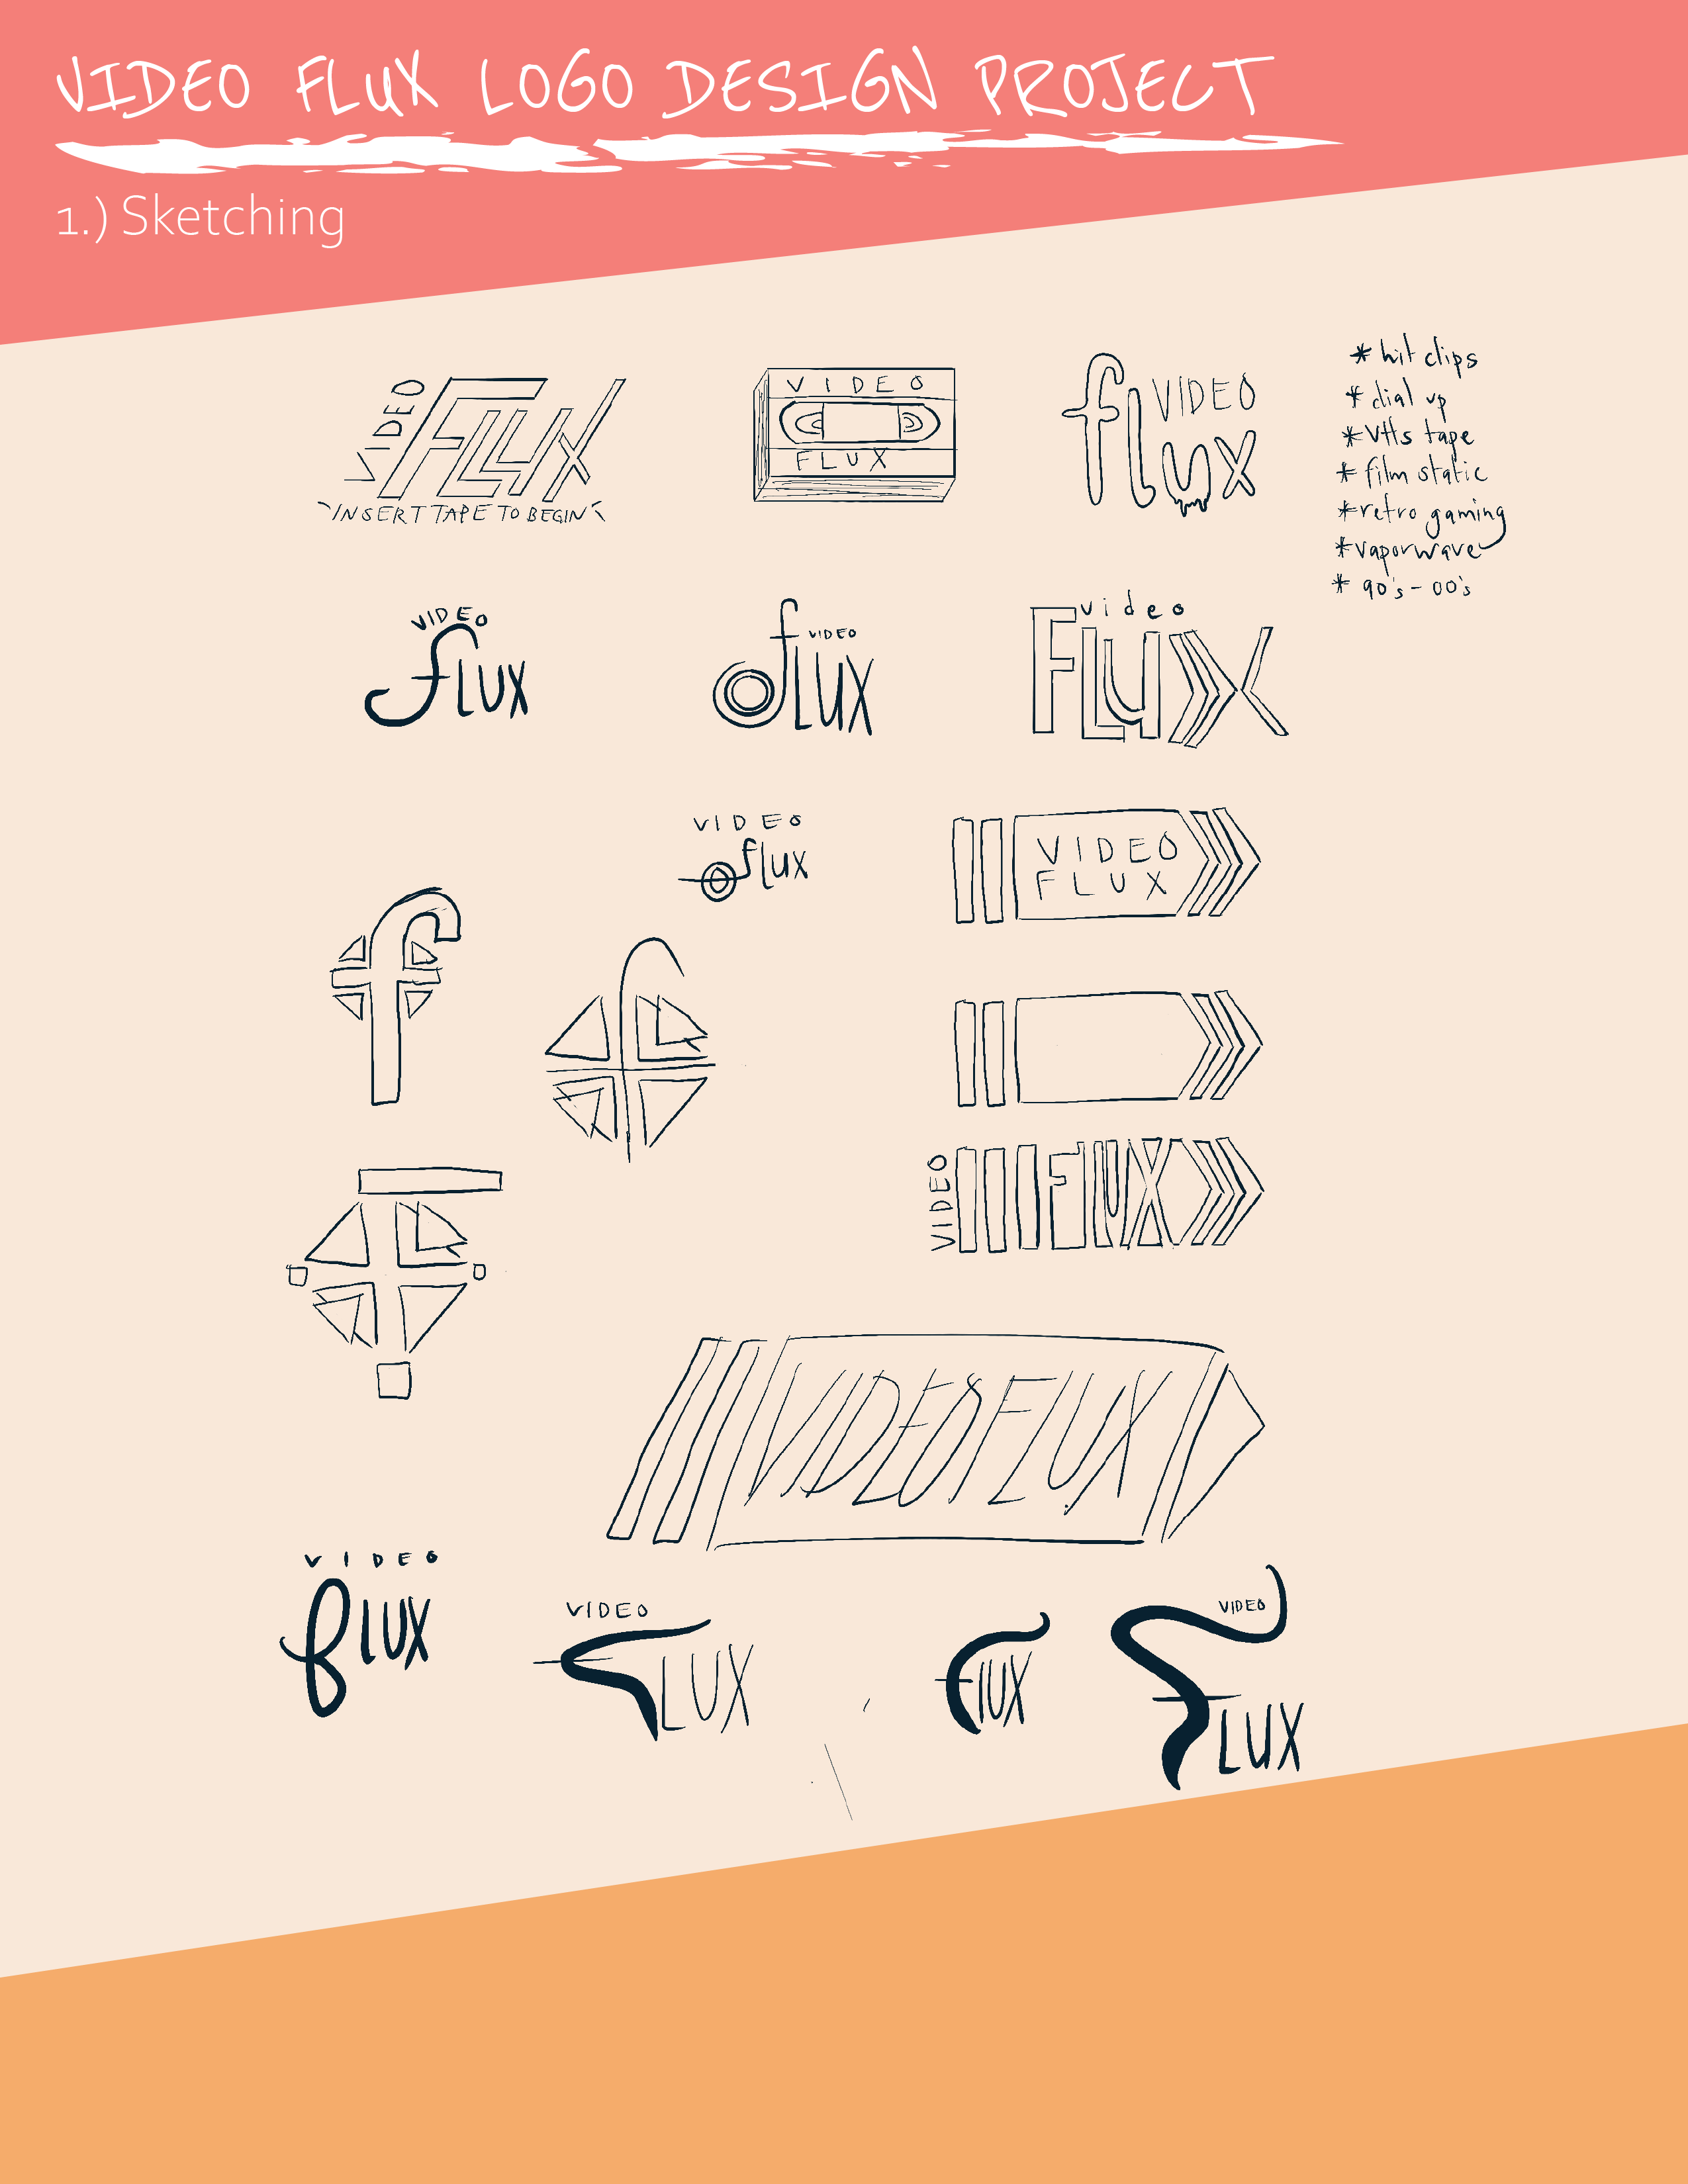 VIDEO FLUX LOGO DESIGN PROJECT
1.) Sketching
VIDEO
FLUX
INSERT TAPE TO BEGIN
VIDEO
FLUX
VIDEO
flux
* hit clips
* dial up
* VHs tape
* film static
* retro gaming
* vaporwave
* 90's - 00's
VIDEO
fLUX
VIDEO
fLUX
video
FLUX
VIDEO
flux
VIDEO
FLUX
f
f
VIDEO
FLUX
VIDEOFLUX
VIDEO
fLUX
VIDEO
fLUX
fLUX
VIDEO
fLUX